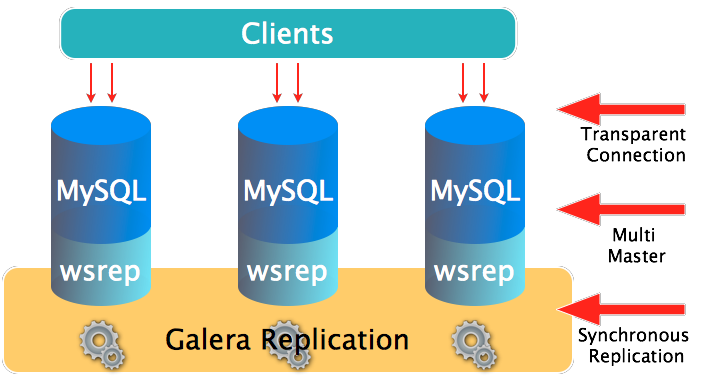 Clients
Transparent
Connection
MySQL MySQL MySQL
Multi
Master
wsrep wsrep wsrep
Galera Replication
Synchronous
Replication